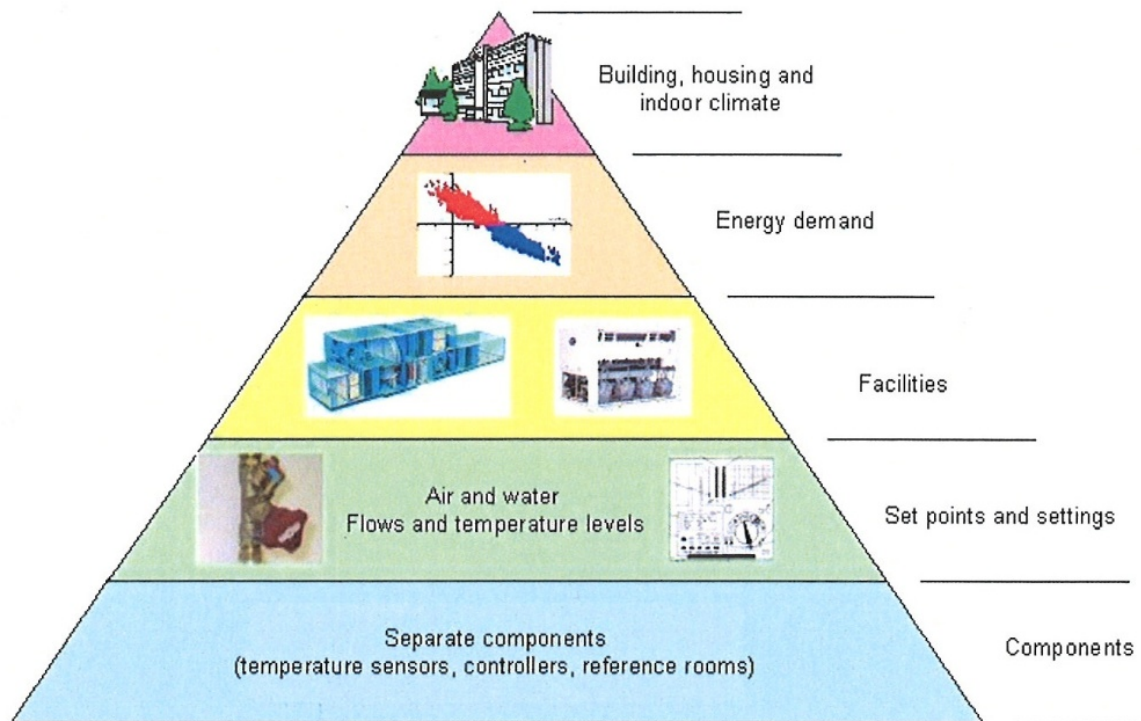 Building, housing and
indoor climate
Energy demand
Facilities
Air and water
Flows and temperature levels
Set points and settings
Separate components
(temperature sensors, controllers, reference rooms)
Components